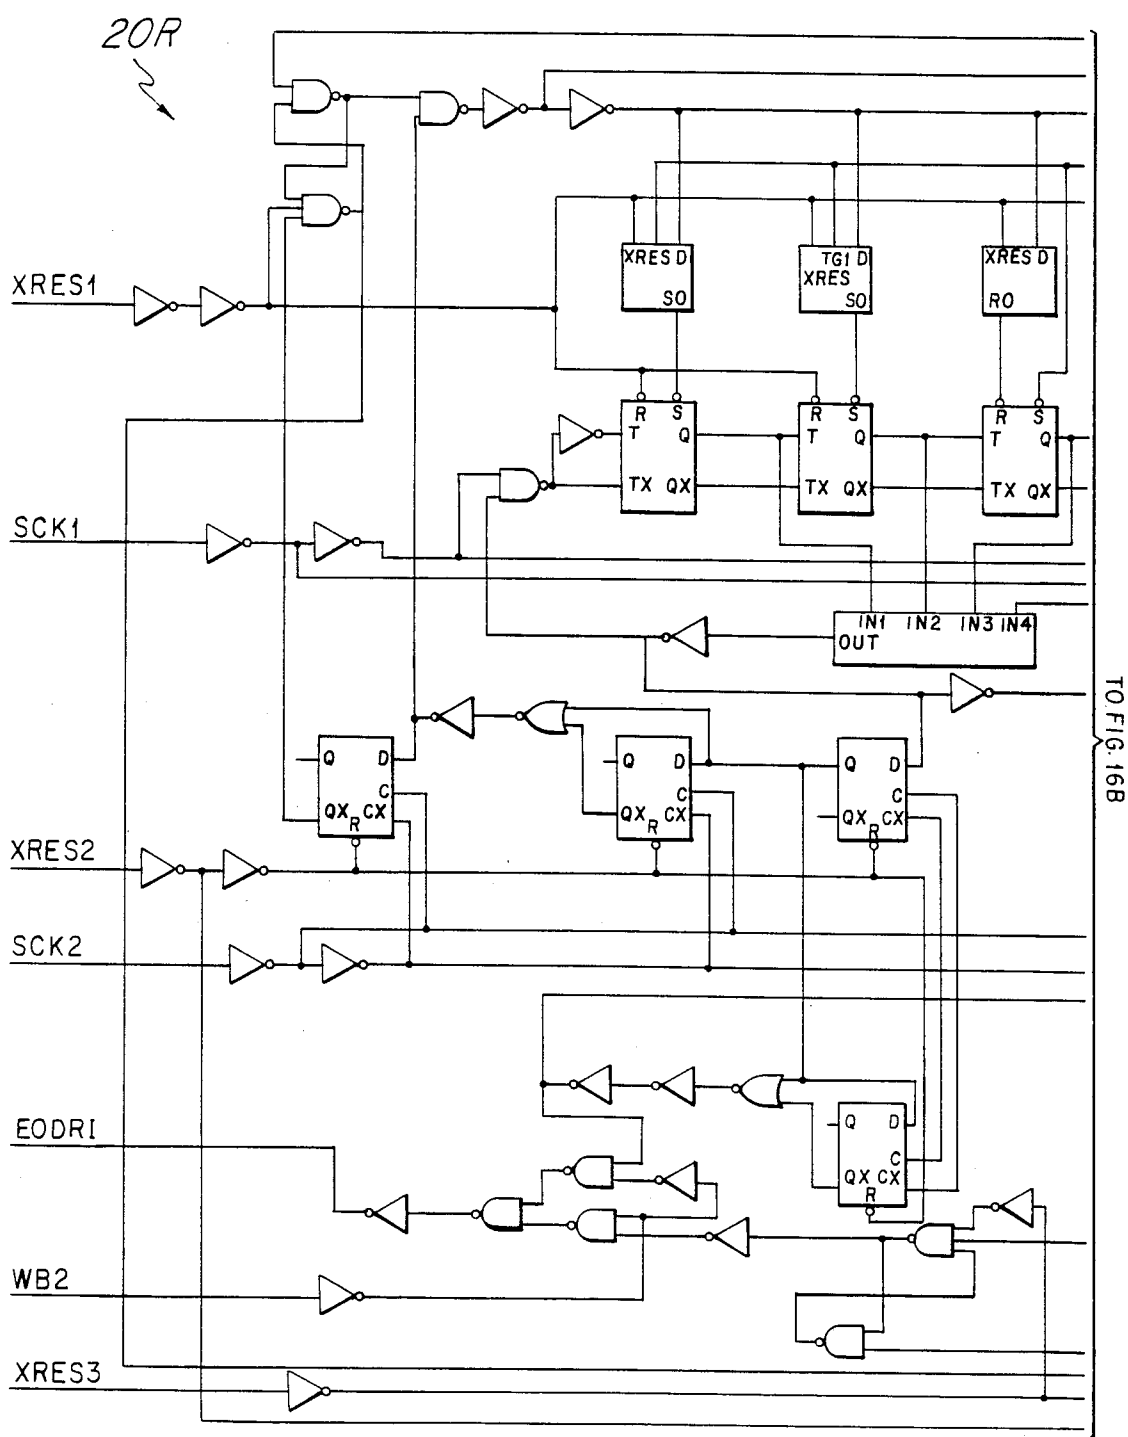 20R
XRES1
XRES D
SO
TG1 D
XRES
SO
XRES D
RO
R S
T Q
TX QX
R S
T Q
TX QX
R S
T Q
TX QX
SCK1
IN1 IN2 IN3 IN4
OUT
TO FIG. 16B
Q D
C
QX CX
R
Q D
C
QX CX
R
Q D
C
QX CX
R
XRES2
SCK2
EODRI
Q D
C
QX CX
R
WB2
XRES3